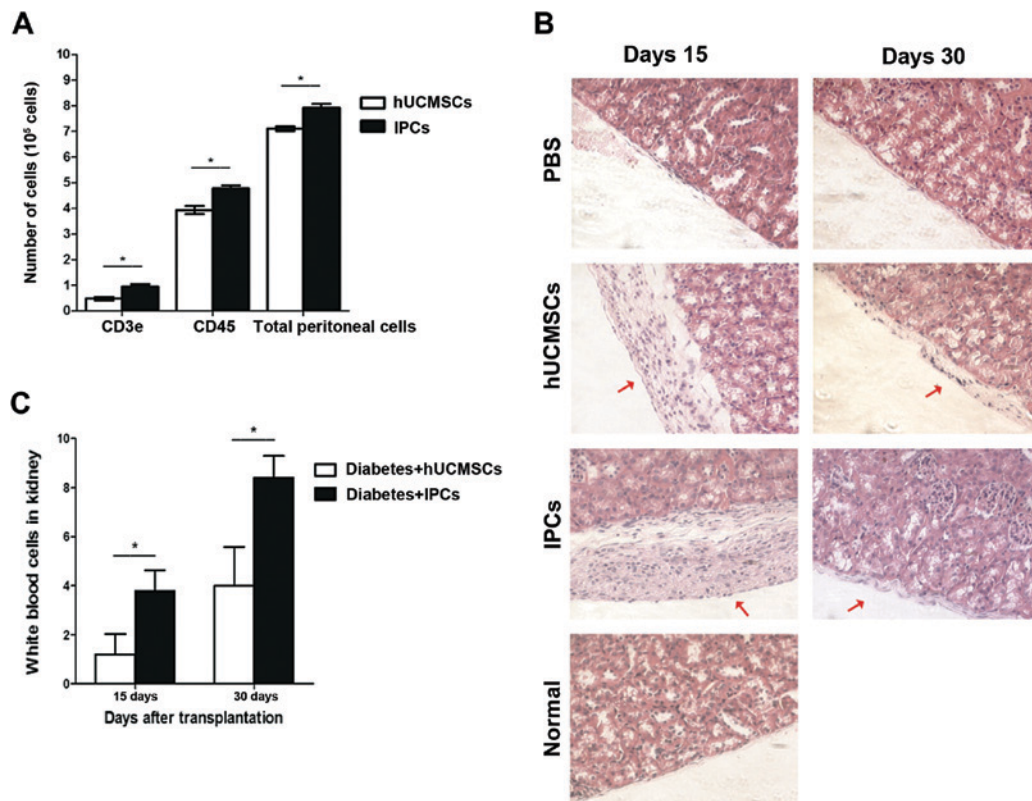 A
10
9
8
7
6
5
4
3
2
1
0
Number of cells (10⁵ cells)
*
*
*
CD3e
CD45
Total peritoneal cells
hUCMSCs
IPCs
B
Days 15
Days 30
PBS
hUCMSCs
IPCs
Normal
C
10
8
6
4
2
0
White blood cells in kidney
*
*
15 days
30 days
Days after transplantation
Diabetes+hUCMSCs
Diabetes+IPCs